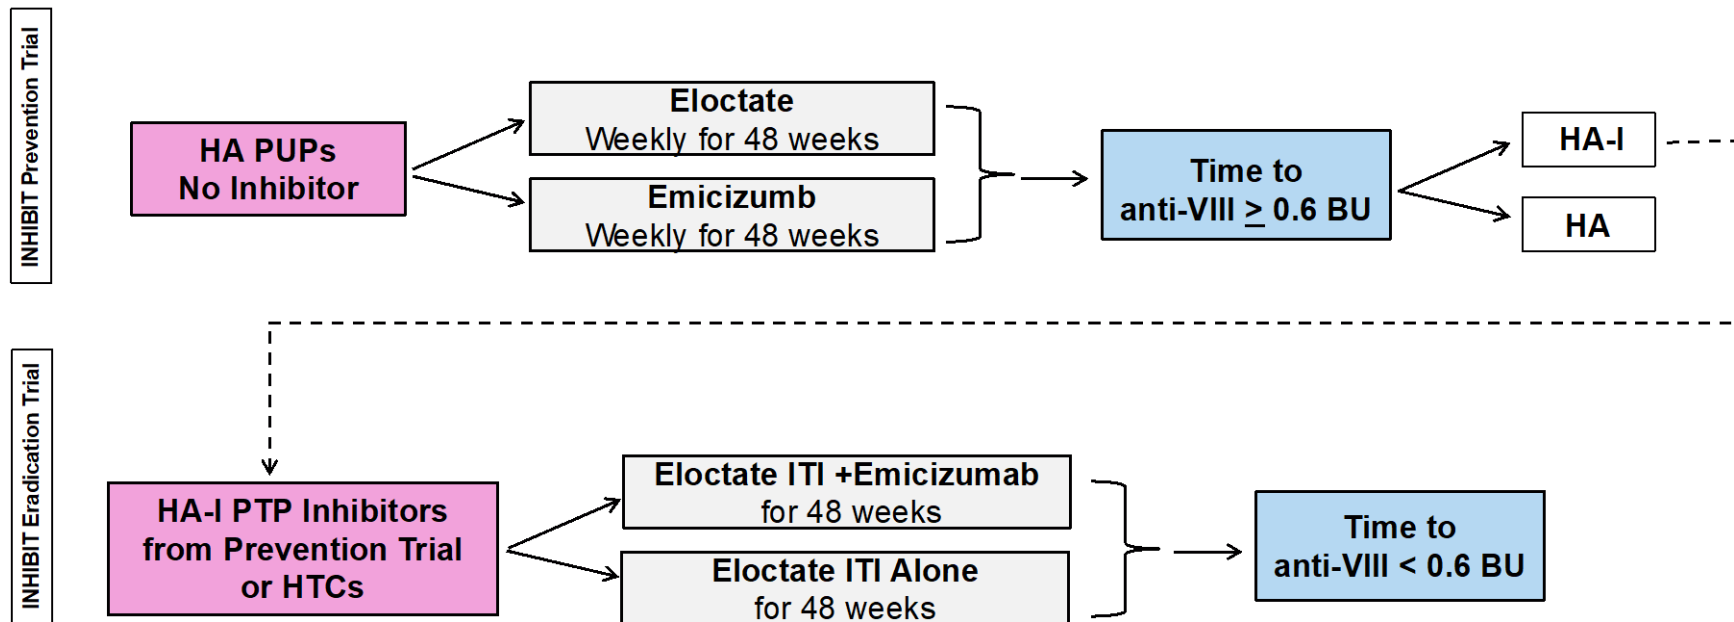 INHIBIT Prevention Trial
HA PUPs
No Inhibitor
Eloctate
Weekly for 48 weeks
Emicizumb
Weekly for 48 weeks
Time to
anti-VIII ≥ 0.6 BU
HA-I
HA
INHIBIT Eradication Trial
HA-I PTP Inhibitors
from Prevention Trial
or HTCs
Eloctate ITI +Emicizumab
for 48 weeks
Eloctate ITI Alone
for 48 weeks
Time to
anti-VIII < 0.6 BU